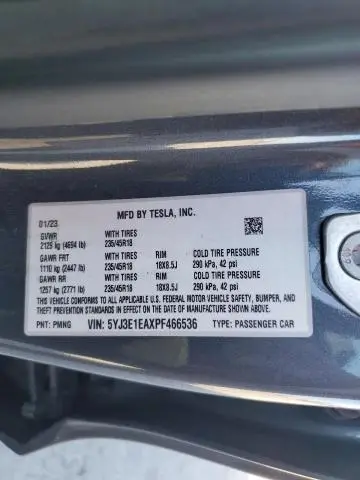 MFD BY TESLA, INC.
01/23
GVWR WITH TIRES
2129 kg (4694 lb) 235/45R18
GAWR FRT WITH TIRES RIM COLD TIRE PRESSURE
1110 kg (2447 lb) 235/45R18 18X8.5J 290 kPa, 42 psi
GAWR RR WITH TIRES RIM COLD TIRE PRESSURE
1257 kg (2771 lb) 235/45R18 18X8.5J 290 kPa, 42 psi
THIS VEHICLE CONFORMS TO ALL APPLICABLE U.S. FEDERAL MOTOR VEHICLE SAFETY, BUMPER, AND
THEFT PREVENTION STANDARDS IN EFFECT ON THE DATE OF MANUFACTURE SHOWN ABOVE.
PNT: PMNG VIN: 5YJ3E1EAXPF466536 TYPE: PASSENGER CAR